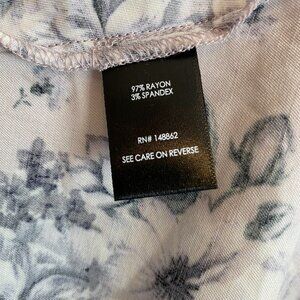 97% RAYON
3% SPANDEX
RN# 148862
SEE CARE ON REVERSE